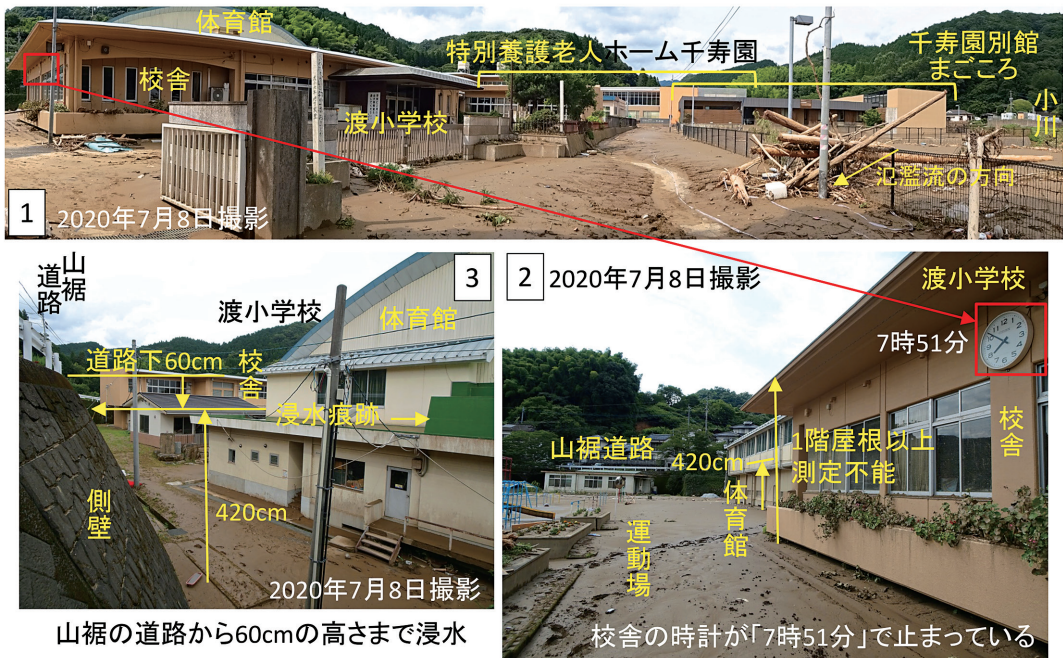 体育館
校舎
渡小学校
特別養護老人ホーム千寿園
千寿園別館
まごころ
小川
氾濫流の方向
1
2020年7月8日撮影
山裾
道路
3
渡小学校
体育館
道路下60cm
校舎
浸水痕跡
側壁
420cm
2020年7月8日撮影
山裾の道路から60cmの高さまで浸水
2
2020年7月8日撮影
渡小学校
7時51分
山裾道路
420cm
1階屋根以上
測定不能
体育館
校舎
運動場
校舎の時計が「7時51分」で止まっている